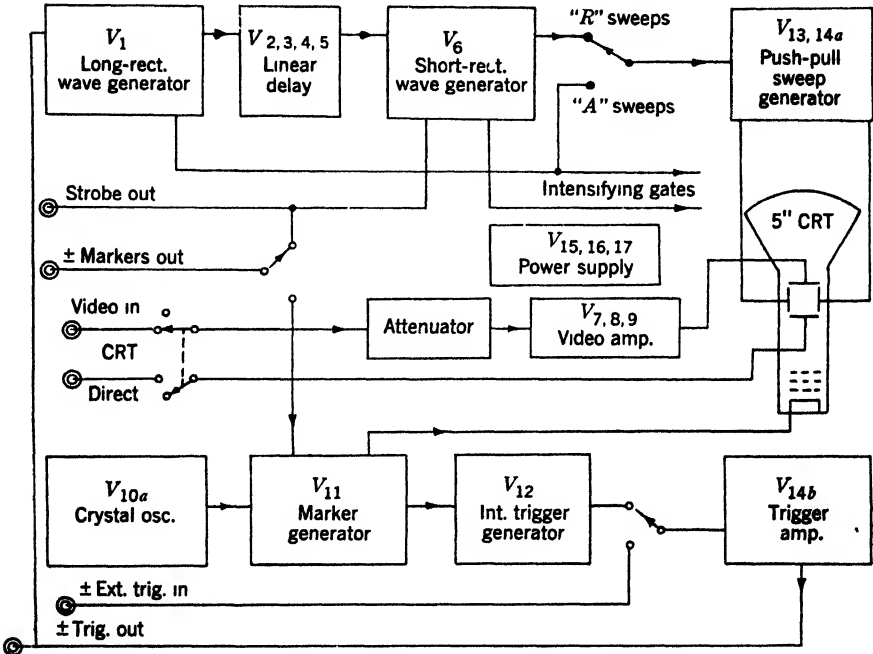 V1
Long-rect.
wave generator
V 2, 3, 4, 5
Linear
delay
V6
Short-rect.
wave generator
"R" sweeps
"A" sweeps
V13, 14a
Push-pull
sweep
generator
Strobe out
Intensifying gates
5" CRT
± Markers out
V15, 16, 17
Power supply
Video in
CRT
Direct
Attenuator
V7, 8, 9
Video amp.
V10a
Crystal osc.
V11
Marker
generator
V12
Int. trigger
generator
V14b
Trigger
amp.
± Ext. trig. in
± Trig. out